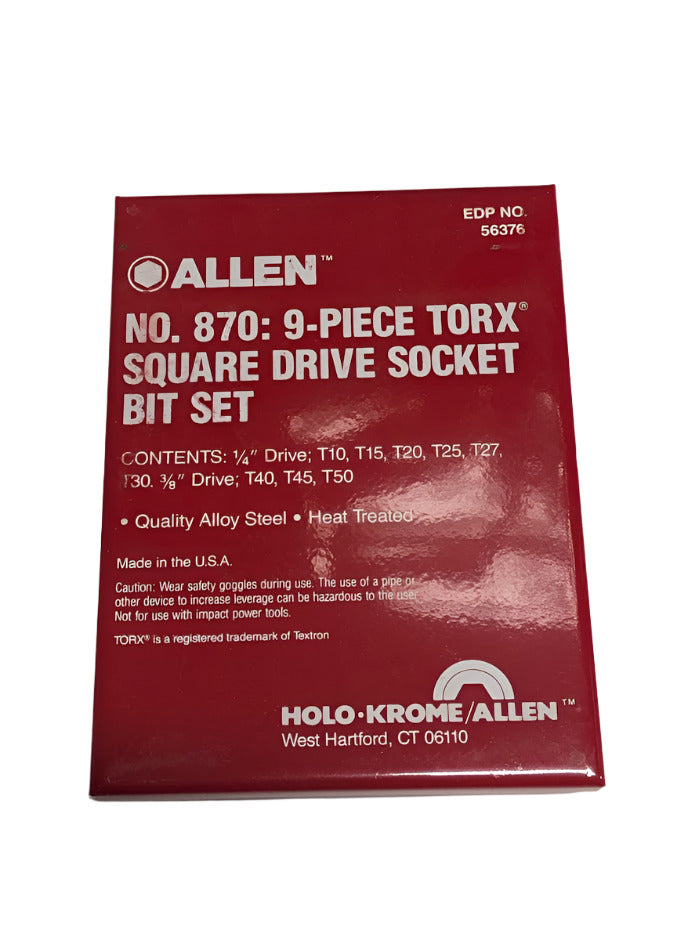 EDP NO.
56376
ALLEN™
NO. 870: 9-PIECE TORX®
SQUARE DRIVE SOCKET
BIT SET
CONTENTS: ¼" Drive; T10, T15, T20, T25, T27,
T30. ⅜" Drive; T40, T45, T50
• Quality Alloy Steel • Heat Treated
Made in the U.S.A.
Caution: Wear safety goggles during use. The use of a pipe or
other device to increase leverage can be hazardous to the user.
Not for use with impact power tools.
TORX® is a registered trademark of Textron
HOLO•KROME/ALLEN™
West Hartford, CT 06110